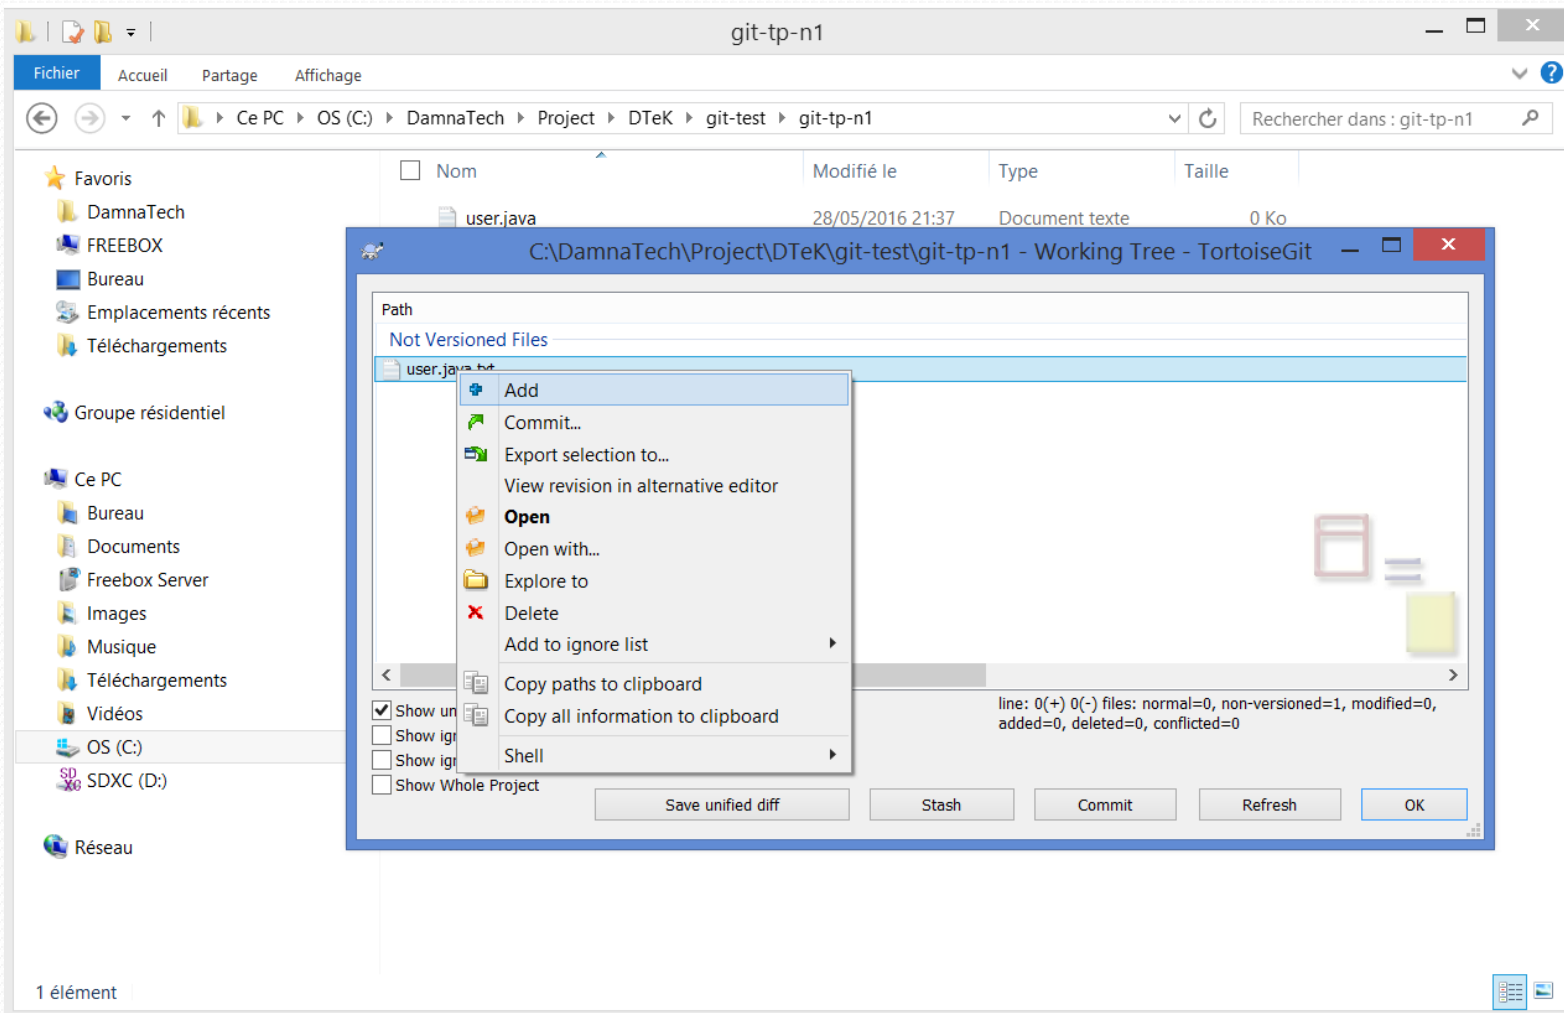 git-tp-n1
Fichier Accueil Partage Affichage
Ce PC OS (C:) DamnaTech Project DTeK git-test git-tp-n1 Rechercher dans : git-tp-n1
Nom Modifié le Type Taille
user.java 28/05/2016 21:37 Document texte 0 Ko
Favoris
DamnaTech
FREEBOX
Bureau
Emplacements récents
Téléchargements
Groupe résidentiel
Ce PC
Bureau
Documents
Freebox Server
Images
Musique
Téléchargements
Vidéos
OS (C:)
SDXC (D:)
Réseau
1 élément
C:\DamnaTech\Project\DTeK\git-test\git-tp-n1 - Working Tree - TortoiseGit
Path
Not Versioned Files
user.java.txt
Add
Commit...
Export selection to...
View revision in alternative editor
Open
Open with...
Explore to
Delete
Add to ignore list
Copy paths to clipboard
Copy all information to clipboard
Shell
Show
Show
Show
Show Whole Project
line: 0(+) 0(-) files: normal=0, non-versioned=1, modified=0,
added=0, deleted=0, conflicted=0
Save unified diff Stash Commit Refresh OK